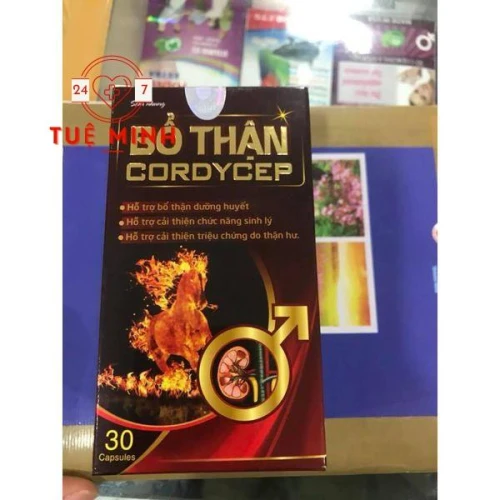 24
7
TUỆ MINH
BỔ THẬN
CORDYCEP
Hỗ trợ bổ thận dưỡng huyết
Hỗ trợ cải thiện chức năng sinh lý
Hỗ trợ cải thiện triệu chứng do thận hư.
30
Capsules